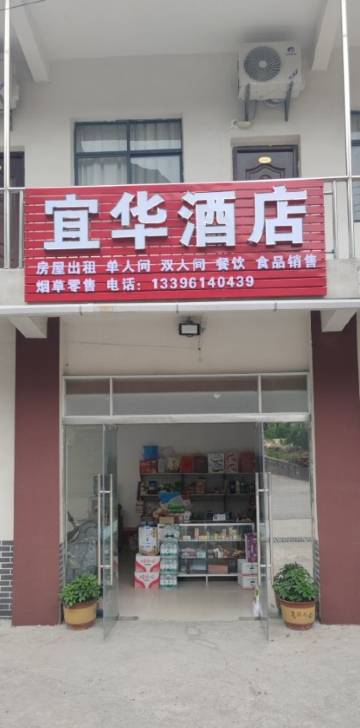 宜华酒店
房屋出租 单人间 双人间 餐饮 食品销售
烟草零售 电话：13396140439